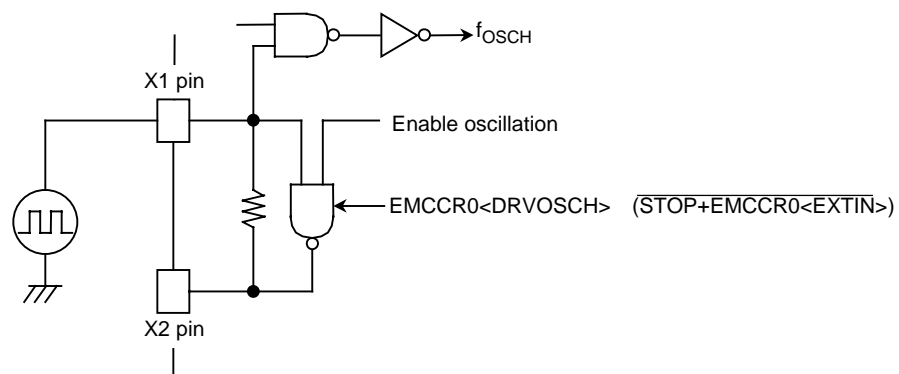 fOSCH
X1 pin
Enable oscillation
EMCCR0<DRVOSCH> (STOP+EMCCR0<EXTIN>)
X2 pin